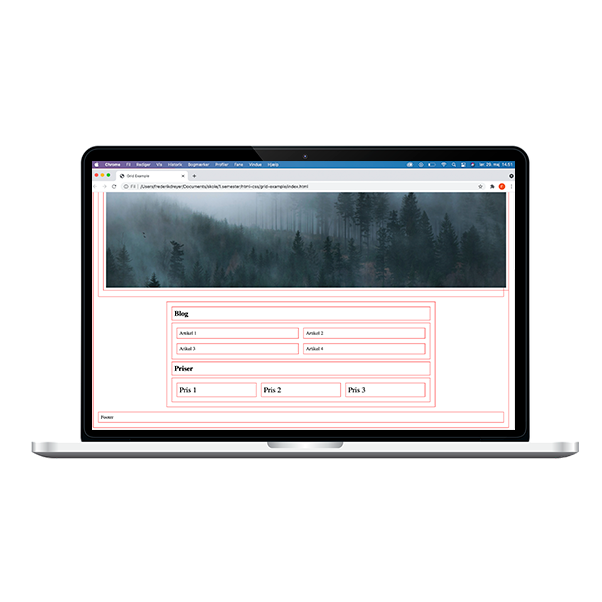 Chrome Fil Rediger Vis Historik Bogmærker Profiler Fane Vindue Hjælp
Grid Example
/Users/frederikdreyer/Documents/skole/1.semester/html-css/grid-example/index.html
Blog
Artikel 1 Artikel 2
Artikel 3 Artikel 4
Priser
Pris 1 Pris 2 Pris 3
Footer